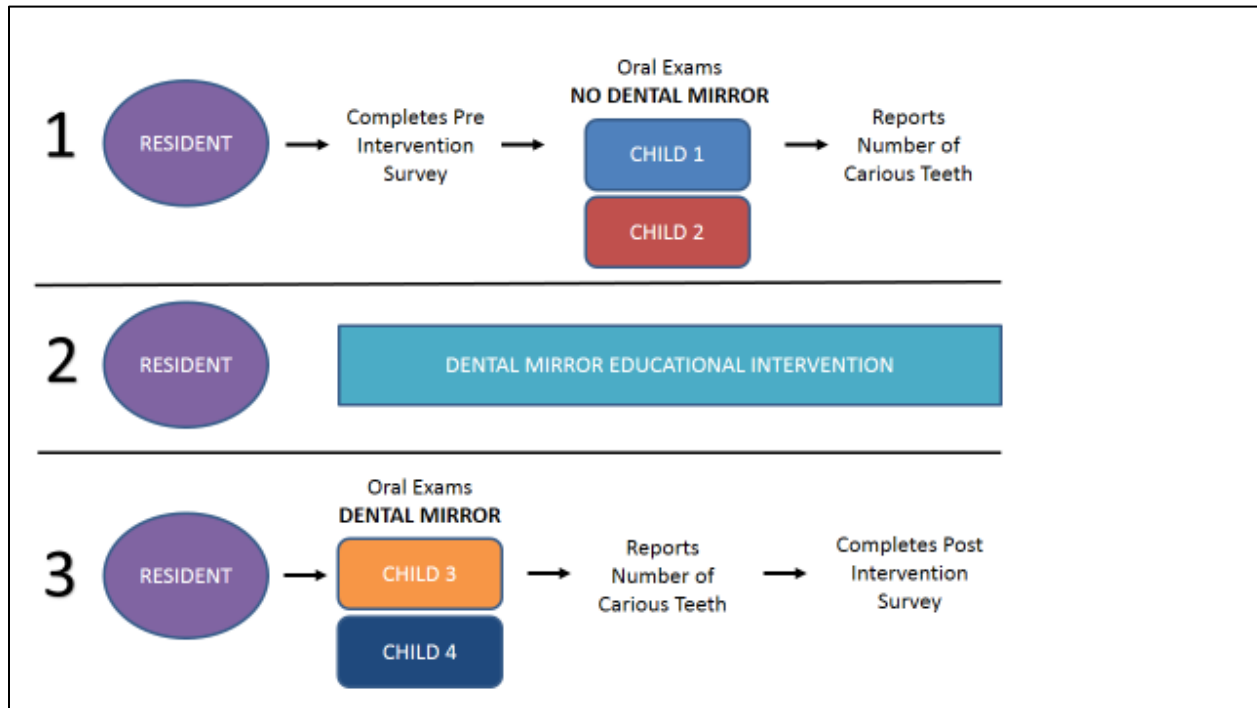 1
RESIDENT
Completes Pre
Intervention
Survey
Oral Exams
NO DENTAL MIRROR
CHILD 1
CHILD 2
Reports
Number of
Carious Teeth
2
RESIDENT
DENTAL MIRROR EDUCATIONAL INTERVENTION
3
RESIDENT
Oral Exams
DENTAL MIRROR
CHILD 3
CHILD 4
Reports
Number of
Carious Teeth
Completes Post
Intervention
Survey